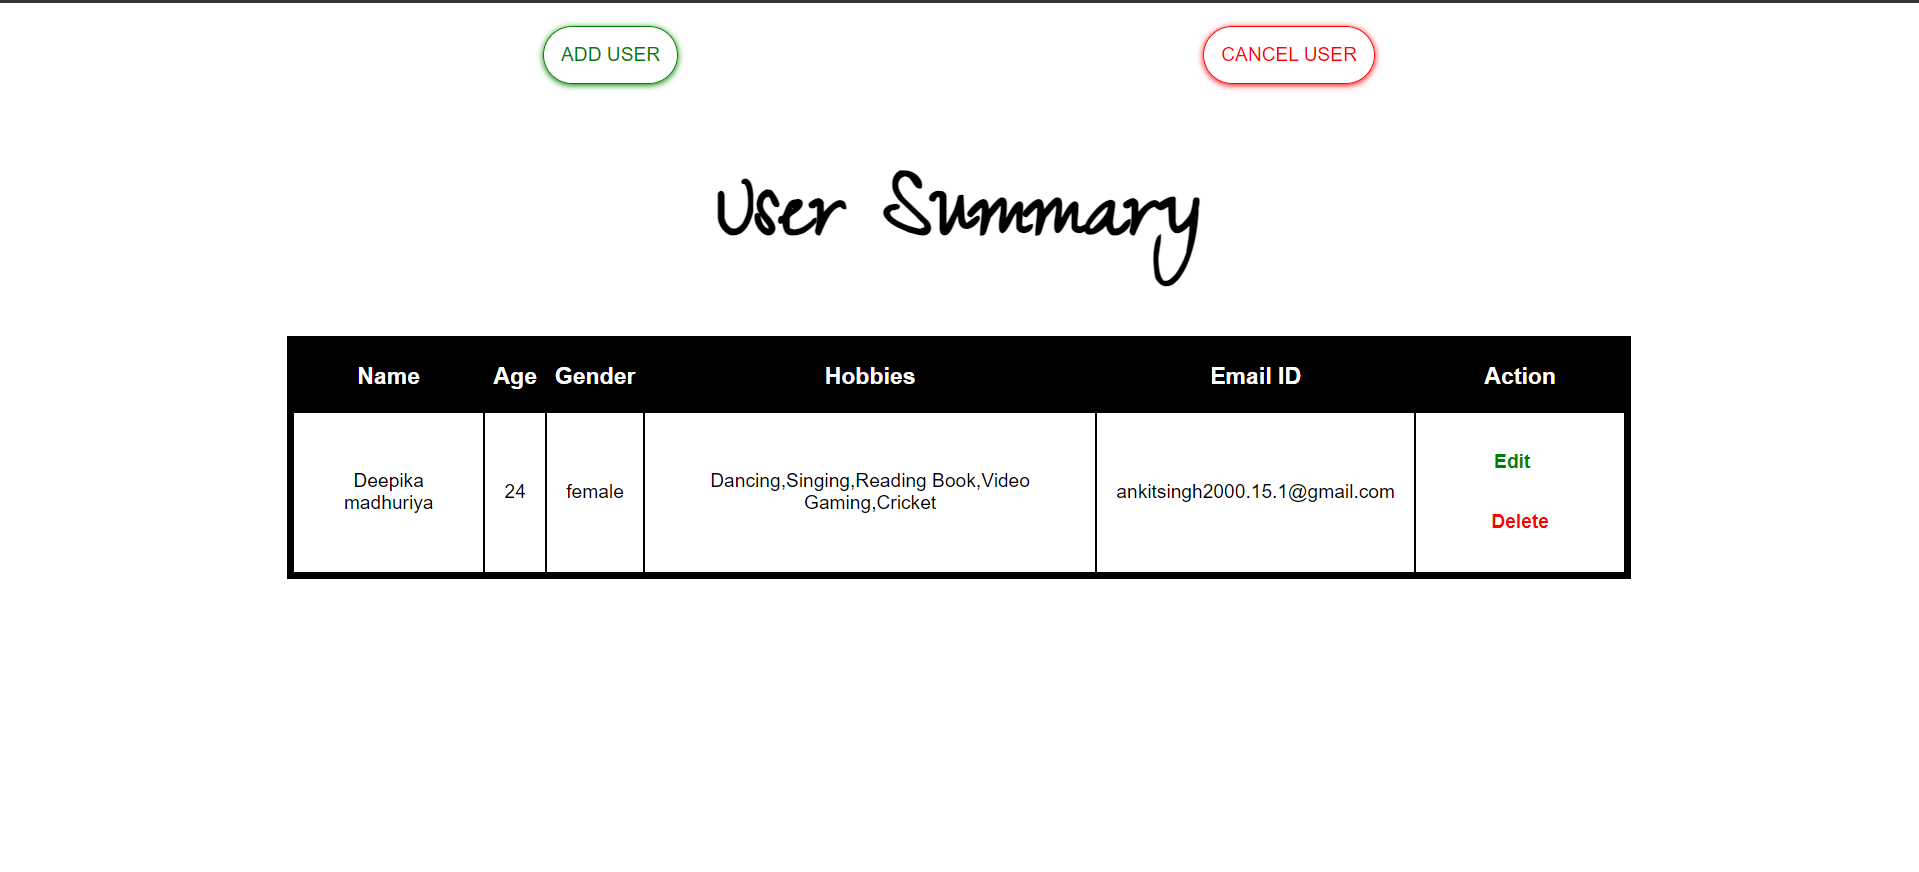 ADD USER
CANCEL USER
User Summary
Name Age Gender Hobbies Email ID Action
Deepika
madhuriya
24
female
Dancing,Singing,Reading Book,Video
Gaming,Cricket
ankitsingh2000.15.1@gmail.com
Edit
Delete